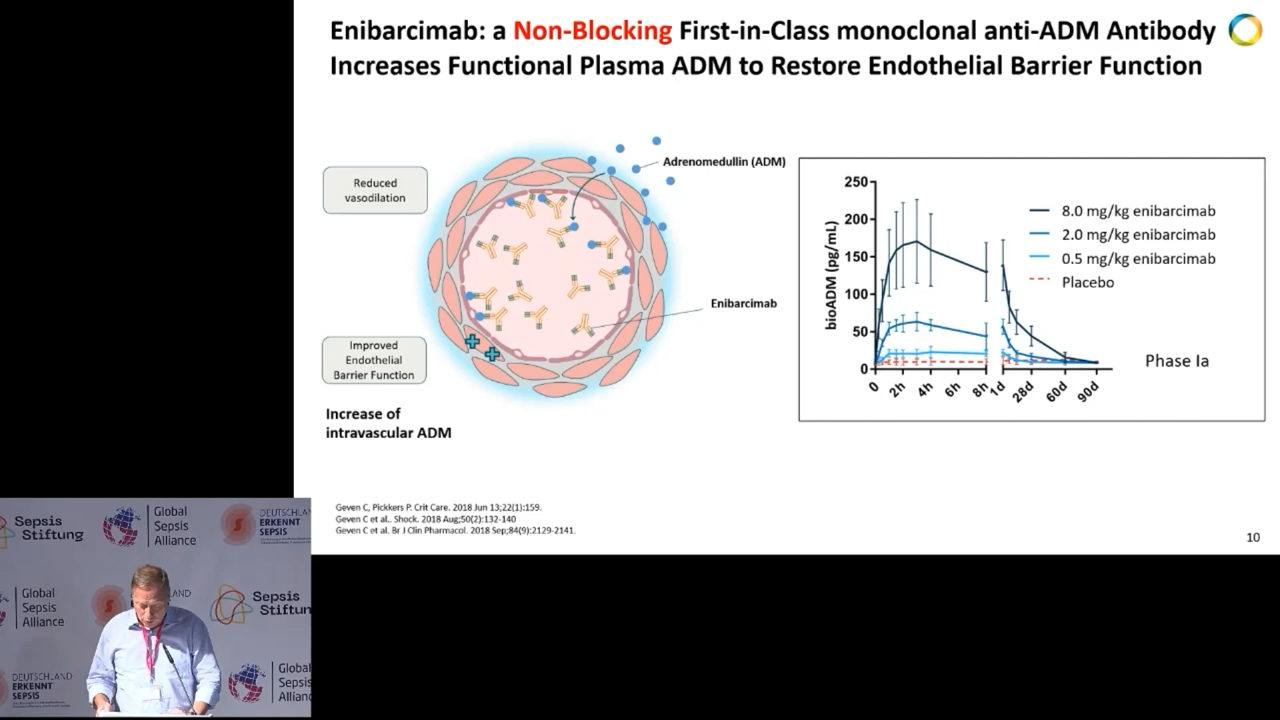 Enibarcimab: a Non-Blocking First-in-Class monoclonal anti-ADM Antibody
Increases Functional Plasma ADM to Restore Endothelial Barrier Function
Reduced
vasodilation
Adrenomedullin (ADM)
Enibarcimab
Improved
Endothelial
Barrier Function
Increase of
intravascular ADM
bioADM (pg/mL)
250
200
150
100
50
0
0
2h
4h
6h
8h
1d
28d
60d
90d
8.0 mg/kg enibarcimab
2.0 mg/kg enibarcimab
0.5 mg/kg enibarcimab
Placebo
Phase Ia
Geven C, Pickkers P. Crit Care. 2018 Jun 13;22(1):159.
Geven C et al.. Shock. 2018 Aug;50(2):132-140
Geven C et al. Br J Clin Pharmacol. 2018 Sep;84(9):2129-2141.
10
Sepsis
Stiftung
Global
Sepsis
Alliance
DEUTSCHLAN
ERKENNT
SEPSIS
Global
Sepsis
Alliance
LAND
Sepsis
Stiftun
DEUTSCHLAND
ERKENNT
SEPSIS
Global
Sepsis
Allianc